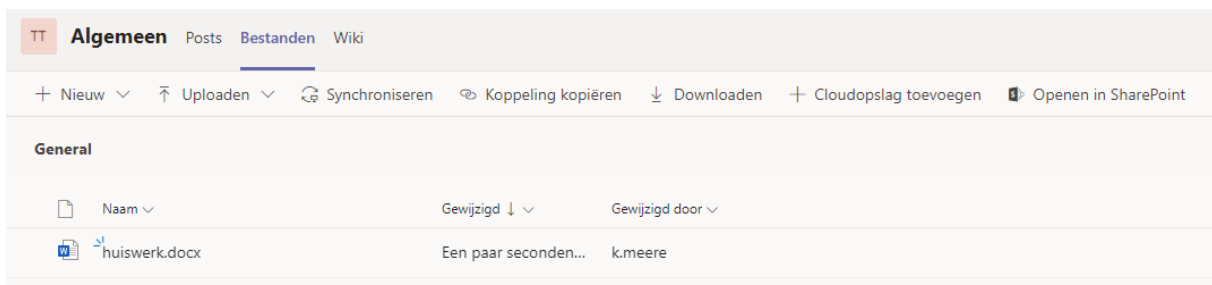 TT Algemeen Posts Bestanden Wiki
Nieuw Uploaden Synchroniseren Koppeling kopiëren Downloaden Cloudopslag toevoegen Openen in SharePoint
General
Naam Gewijzigd Gewijzigd door
huiswerk.docx Een paar seconden... k.meere